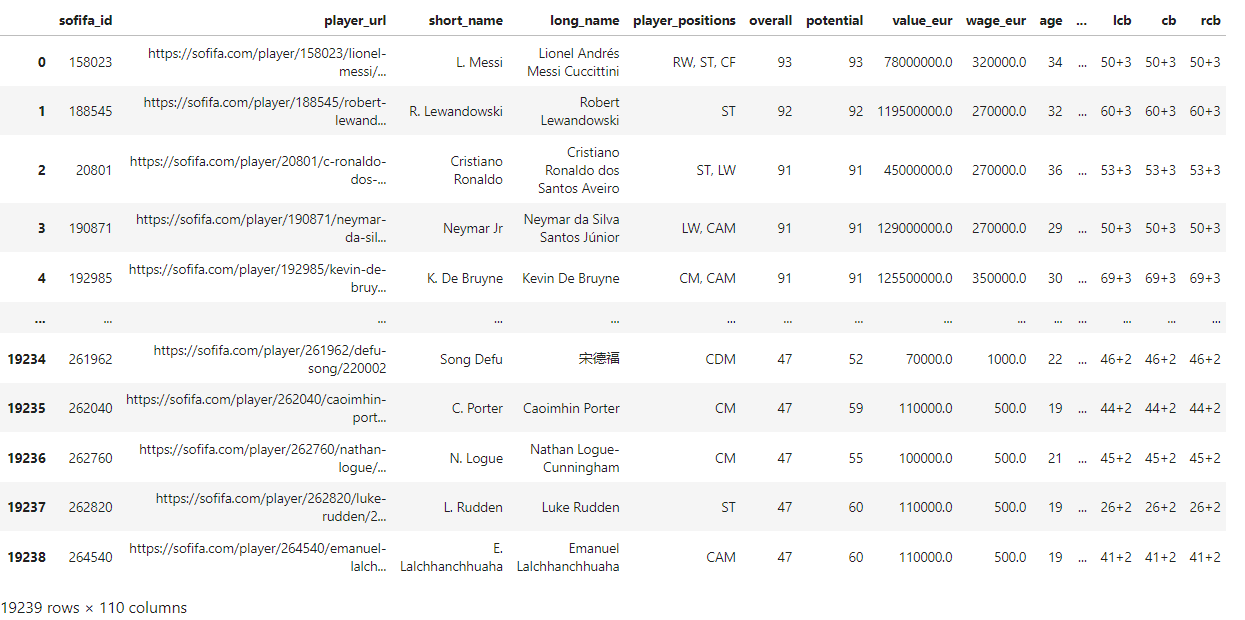 sofifa_id player_url short_name long_name player_positions overall potential value_eur wage_eur age ... lcb cb rcb
0 158023 https://sofifa.com/player/158023/lionel-messi/... L. Messi Lionel Andrés Messi Cuccittini RW, ST, CF 93 93 78000000.0 320000.0 34 ... 50+3 50+3 50+3
1 188545 https://sofifa.com/player/188545/robert-lewand... R. Lewandowski Robert Lewandowski ST 92 92 119500000.0 270000.0 32 ... 60+3 60+3 60+3
2 20801 https://sofifa.com/player/20801/c-ronaldo-dos-... Cristiano Ronaldo Cristiano Ronaldo dos Santos Aveiro ST, LW 91 91 45000000.0 270000.0 36 ... 53+3 53+3 53+3
3 190871 https://sofifa.com/player/190871/neymar-da-sil... Neymar Jr Neymar da Silva Santos Júnior LW, CAM 91 91 129000000.0 270000.0 29 ... 50+3 50+3 50+3
4 192985 https://sofifa.com/player/192985/kevin-de-bruy... K. De Bruyne Kevin De Bruyne CM, CAM 91 91 125500000.0 350000.0 30 ... 69+3 69+3 69+3
... ... ... ... ... ... ... ... ... ... ... ... ... ... ...
19234 261962 https://sofifa.com/player/261962/defu-song/220002 Song Defu 宋德福 CDM 47 52 70000.0 1000.0 22 ... 46+2 46+2 46+2
19235 262040 https://sofifa.com/player/262040/caoimhin-port... C. Porter Caoimhin Porter CM 47 59 110000.0 500.0 19 ... 44+2 44+2 44+2
19236 262760 https://sofifa.com/player/262760/nathan-logue/... N. Logue Nathan Logue-Cunningham CM 47 55 100000.0 500.0 21 ... 45+2 45+2 45+2
19237 262820 https://sofifa.com/player/262820/luke-rudden/2... L. Rudden Luke Rudden ST 47 60 110000.0 500.0 19 ... 26+2 26+2 26+2
19238 264540 https://sofifa.com/player/264540/emanuel-lalch... E. Lalchhanchhuaha Emanuel Lalchhanchhuaha CAM 47 60 110000.0 500.0 19 ... 41+2 41+2 41+2
19239 rows × 110 columns